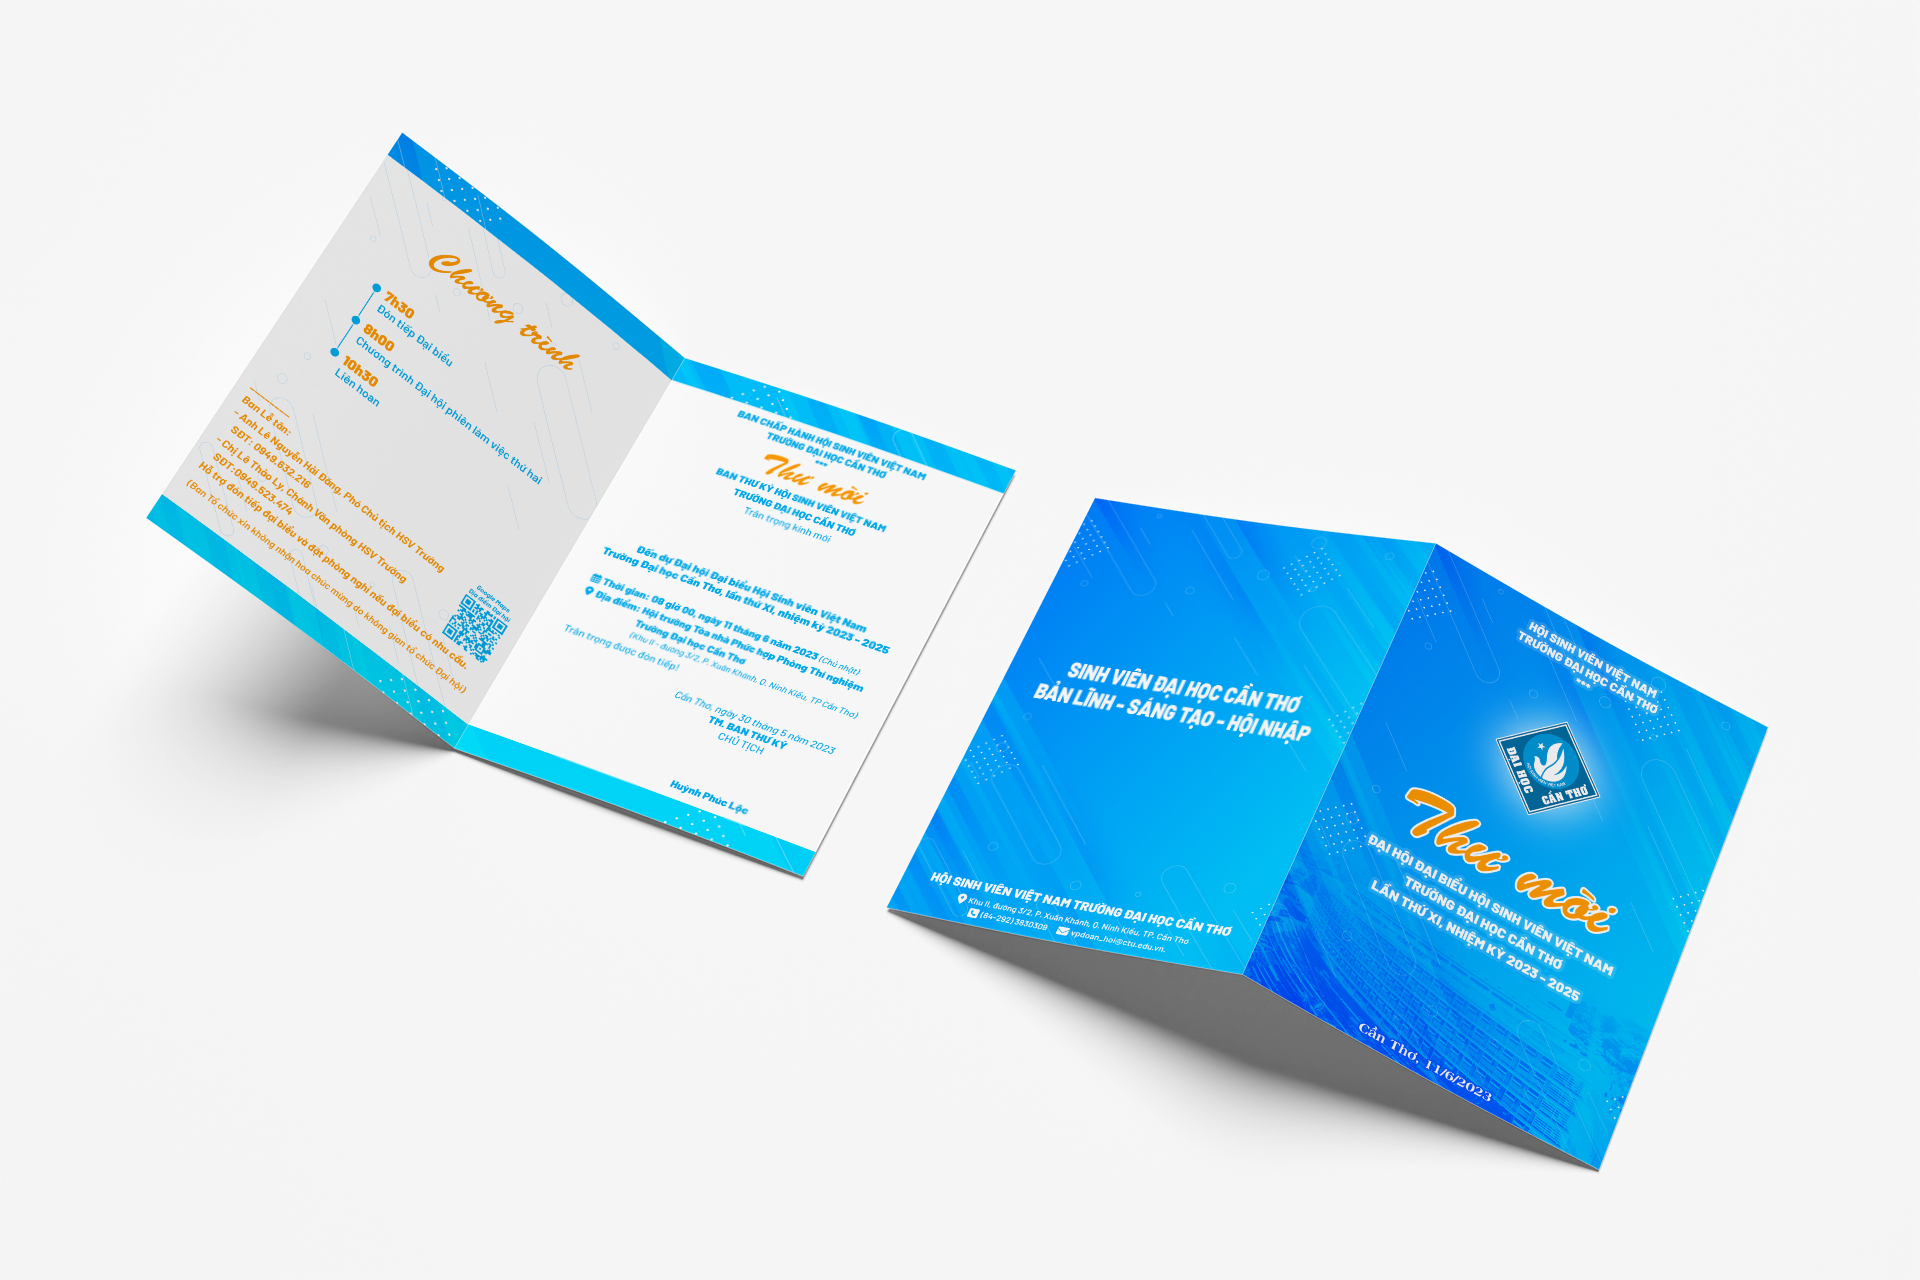 Chương trình
7h30
Đón tiếp Đại biểu
8h00
Chương trình Đại hội phiên làm việc thứ hai
10h30
Liên hoan
Ban Lễ tân:
- Anh Lê Nguyễn Hải Đăng, Phó Chủ tịch HSV Trường
SĐT: 0949.632.216
- Chị Lê Thảo Ly, Chánh Văn phòng HSV Trường
SĐT: 0949.523.474
Hỗ trợ đón tiếp đại biểu và đặt phòng nghỉ nếu đại biểu có nhu cầu.
(Ban Tổ chức xin không nhận hoa chúc mừng do không gian tổ chức Đại hội)
Google Maps
Địa điểm Đại hội
BAN CHẤP HÀNH HỘI SINH VIÊN VIỆT NAM
TRƯỜNG ĐẠI HỌC CẦN THƠ
***
Thư mời
BAN THƯ KÝ HỘI SINH VIÊN VIỆT NAM
TRƯỜNG ĐẠI HỌC CẦN THƠ
Trân trọng kính mời
Đến dự Đại hội Đại biểu Hội Sinh viên Việt Nam
Trường Đại học Cần Thơ, lần thứ XI, nhiệm kỳ 2023 - 2025
Thời gian: 08 giờ 00, ngày 11 tháng 6 năm 2023 (Chủ nhật)
Địa điểm: Hội trường Tòa nhà Phức hợp Phòng Thí nghiệm
Trường Đại học Cần Thơ
(Khu II - đường 3/2, P. Xuân Khánh, Q. Ninh Kiều, TP Cần Thơ)
Trân trọng được đón tiếp!
Cần Thơ, ngày 30 tháng 5 năm 2023
TM. BAN THƯ KÝ
CHỦ TỊCH
Huỳnh Phúc Lộc
SINH VIÊN ĐẠI HỌC CẦN THƠ
BẢN LĨNH - SÁNG TẠO - HỘI NHẬP
HỘI SINH VIÊN VIỆT NAM TRƯỜNG ĐẠI HỌC CẦN THƠ
Khu II, đường 3/2, P. Xuân Khánh, Q. Ninh Kiều, TP. Cần Thơ
(84-292) 3830309 vpdoan_hoi@ctu.edu.vn.
HỘI SINH VIÊN VIỆT NAM
TRƯỜNG ĐẠI HỌC CẦN THƠ
***
ĐẠI HỌC
CẦN THƠ
Thư mời
ĐẠI HỘI ĐẠI BIỂU HỘI SINH VIÊN VIỆT NAM
TRƯỜNG ĐẠI HỌC CẦN THƠ
LẦN THỨ XI, NHIỆM KỲ 2023 - 2025
Cần Thơ, 11/6/2023